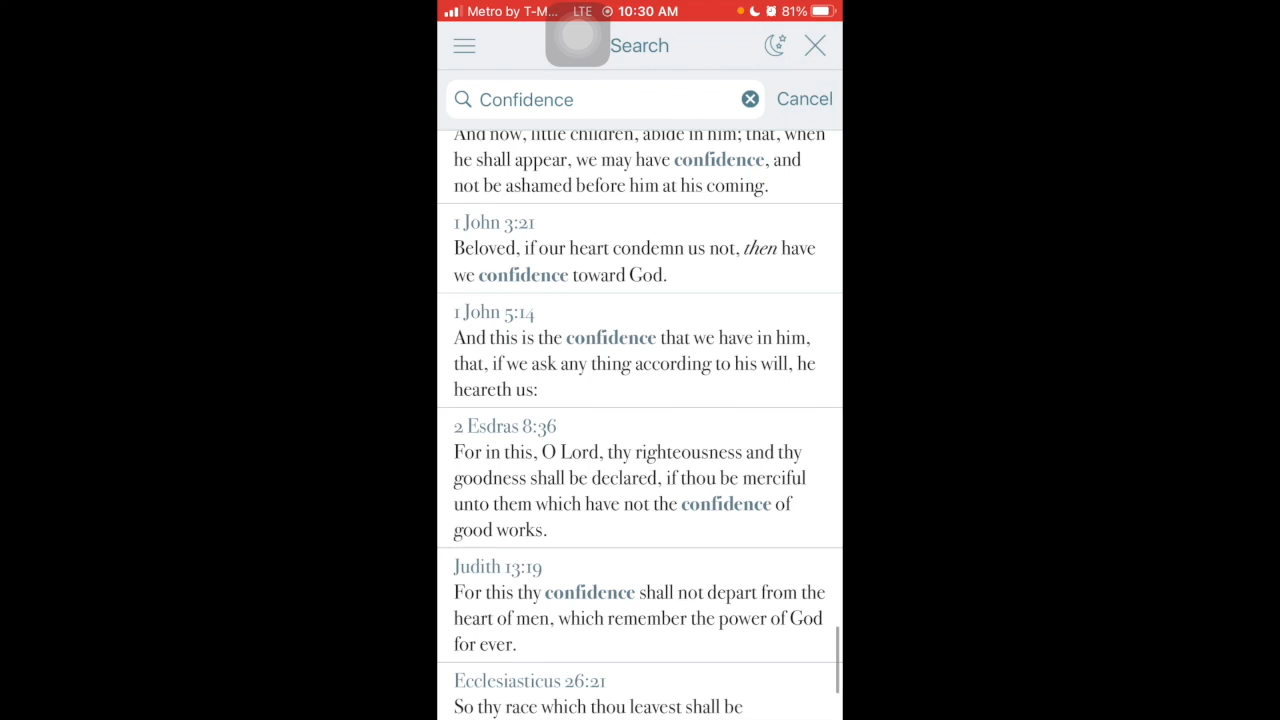 Metro by T-M... LTE 10:30 AM 81%
Search
Confidence Cancel
And now, little children, abide in him; that, when
he shall appear, we may have confidence, and
not be ashamed before him at his coming.
1 John 3:21
Beloved, if our heart condemn us not, then have
we confidence toward God.
1 John 5:14
And this is the confidence that we have in him,
that, if we ask any thing according to his will, he
heareth us:
2 Esdras 8:36
For in this, O Lord, thy righteousness and thy
goodness shall be declared, if thou be merciful
unto them which have not the confidence of
good works.
Judith 13:19
For this thy confidence shall not depart from the
heart of men, which remember the power of God
for ever.
Ecclesiasticus 26:21
So thy race which thou leavest shall be